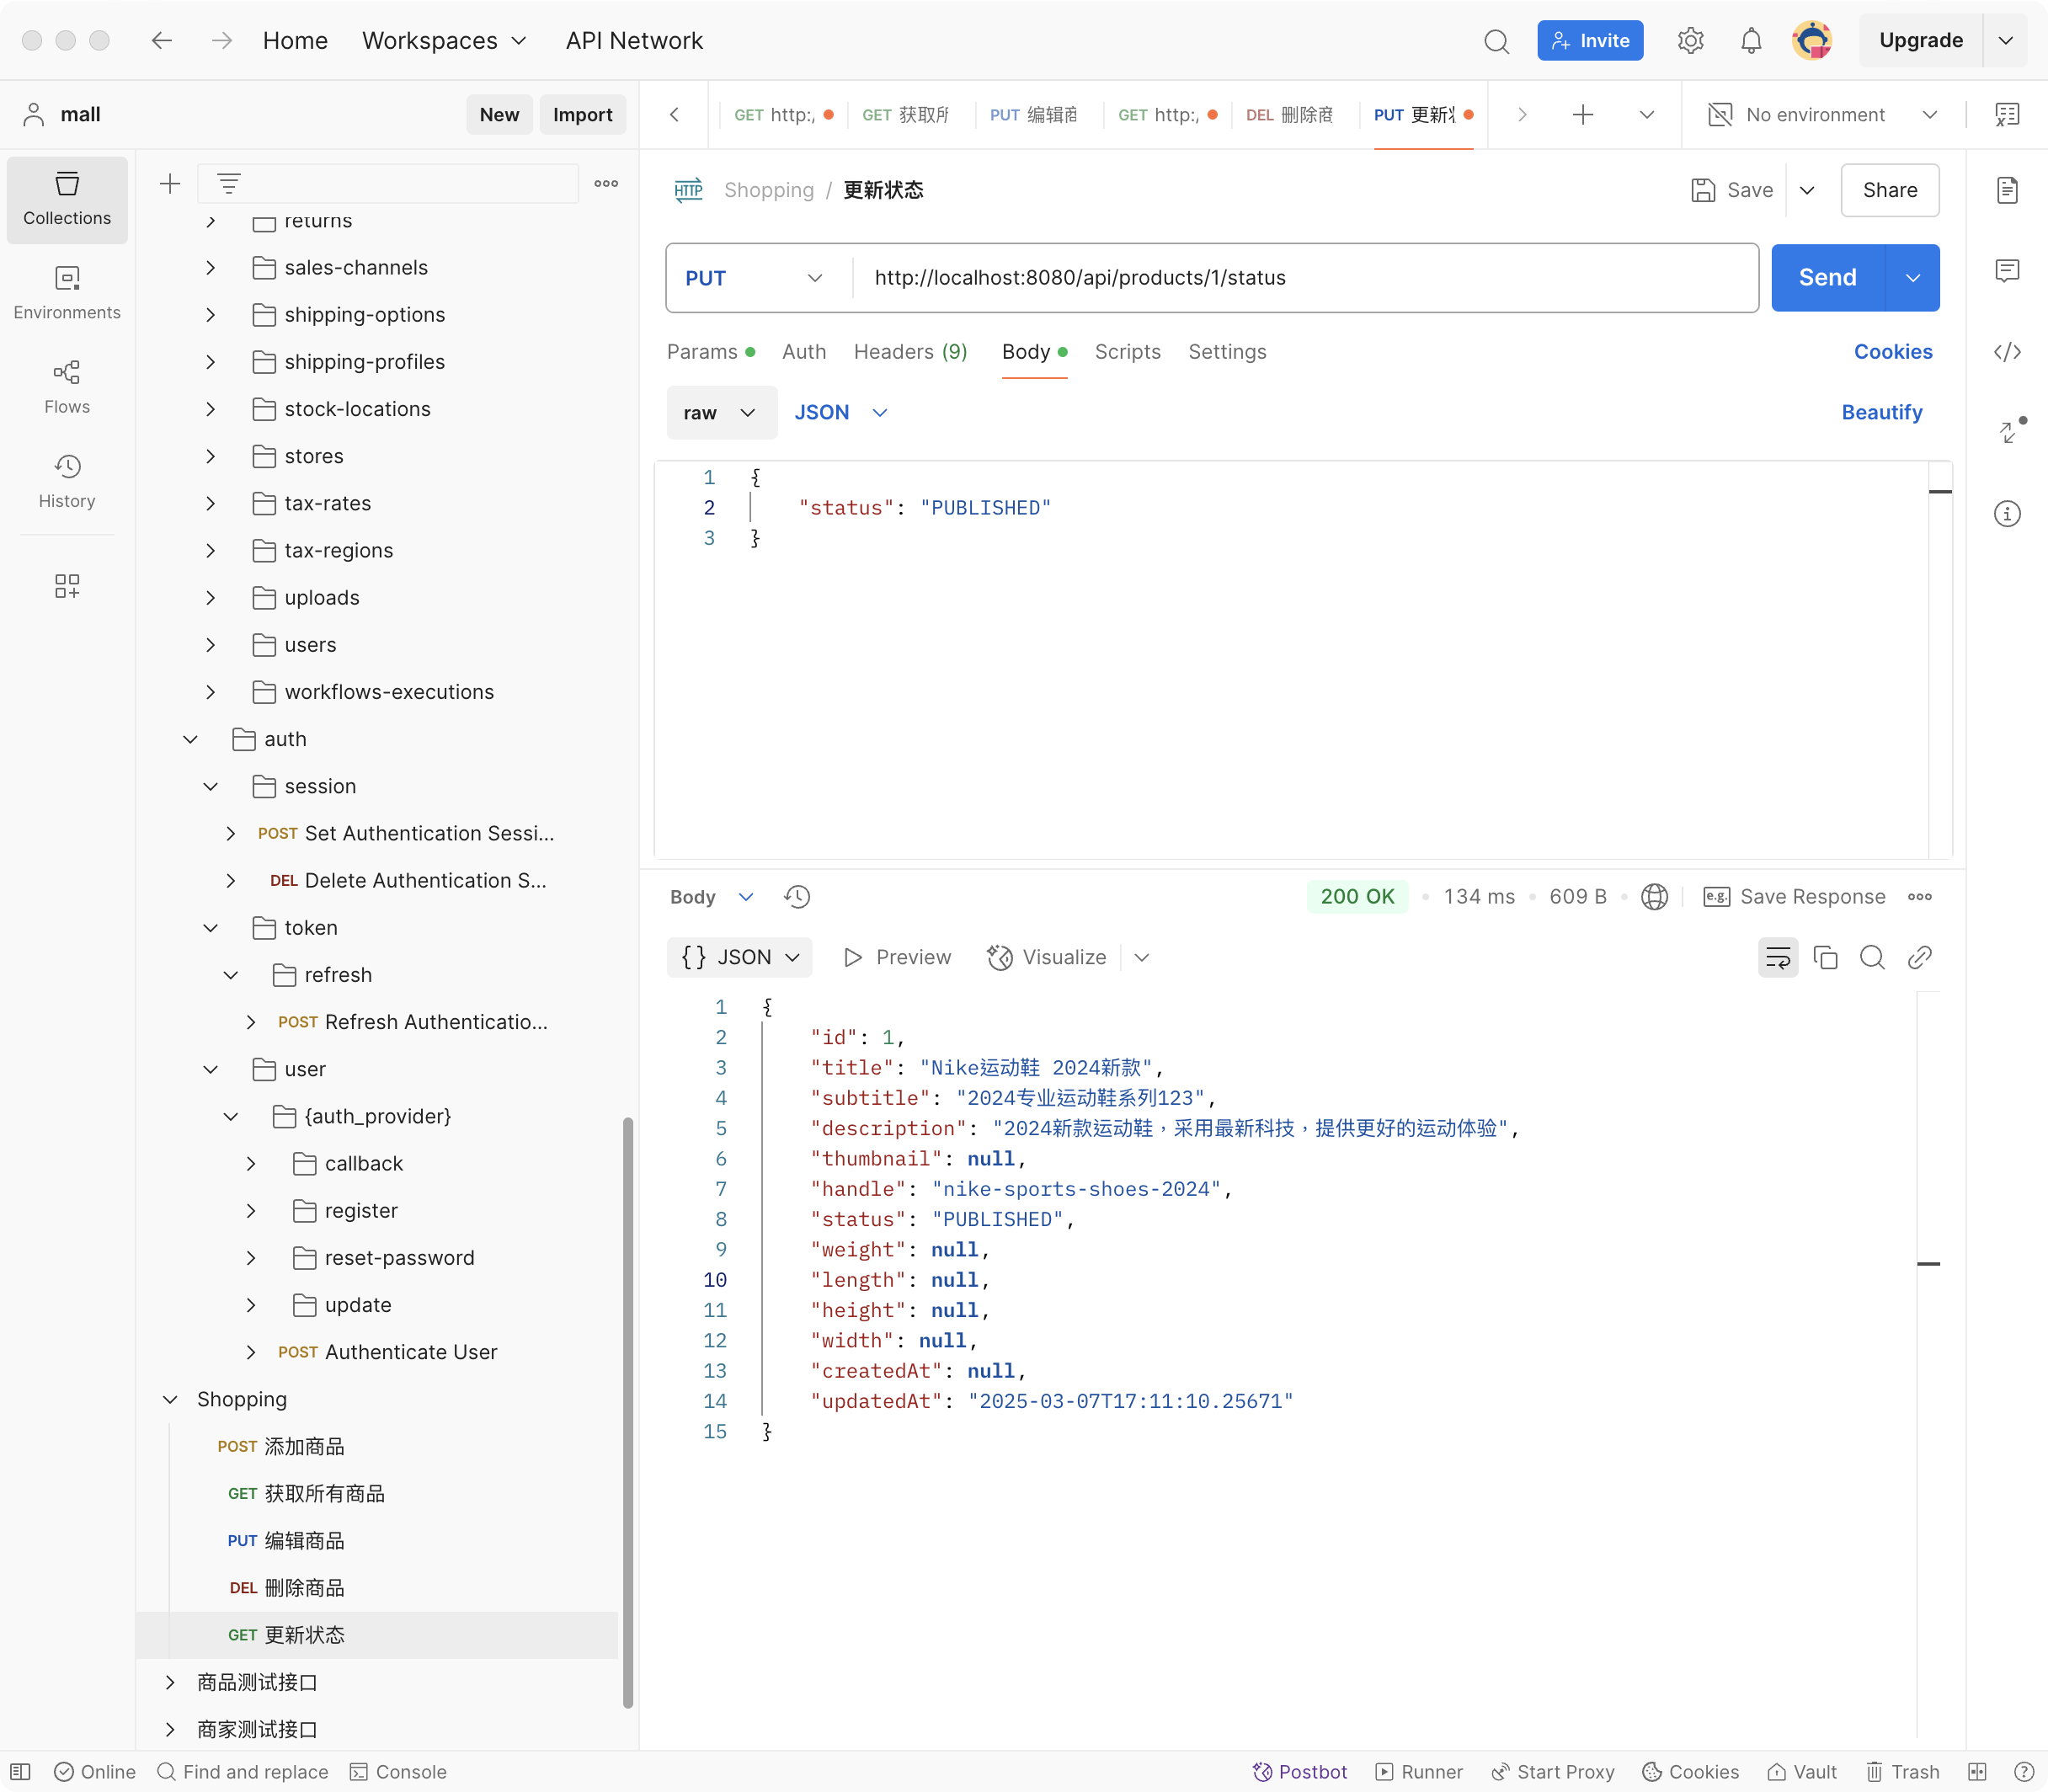 Home
Workspaces
API Network
Invite
Upgrade
mall
New
Import
GET http:/
GET 获取所
PUT 编辑商
GET http:/
DEL 删除商
PUT 更新状
No environment
Collections
Environments
Flows
History
returns
sales-channels
shipping-options
shipping-profiles
stock-locations
stores
tax-rates
tax-regions
uploads
users
workflows-executions
auth
session
POST Set Authentication Sessi...
DEL Delete Authentication S...
token
refresh
POST Refresh Authenticatio...
user
{auth_provider}
callback
register
reset-password
update
POST Authenticate User
Shopping
POST 添加商品
GET 获取所有商品
PUT 编辑商品
DEL 删除商品
GET 更新状态
商品测试接口
商家测试接口
HTTP Shopping / 更新状态
Save
Share
PUT http://localhost:8080/api/products/1/status
Send
Params Auth Headers (9) Body Scripts Settings
Cookies
raw JSON
Beautify
1 {
2 "status": "PUBLISHED"
3 }
Body
200 OK 134 ms 609 B
e.g. Save Response
{} JSON Preview Visualize
1 {
2 "id": 1,
3 "title": "Nike运动鞋 2024新款",
4 "subtitle": "2024专业运动鞋系列123",
5 "description": "2024新款运动鞋，采用最新科技，提供更好的运动体验",
6 "thumbnail": null,
7 "handle": "nike-sports-shoes-2024",
8 "status": "PUBLISHED",
9 "weight": null,
10 "length": null,
11 "height": null,
12 "width": null,
13 "createdAt": null,
14 "updatedAt": "2025-03-07T17:11:10.25671"
15 }
Online
Find and replace
Console
Postbot
Runner
Start Proxy
Cookies
Vault
Trash